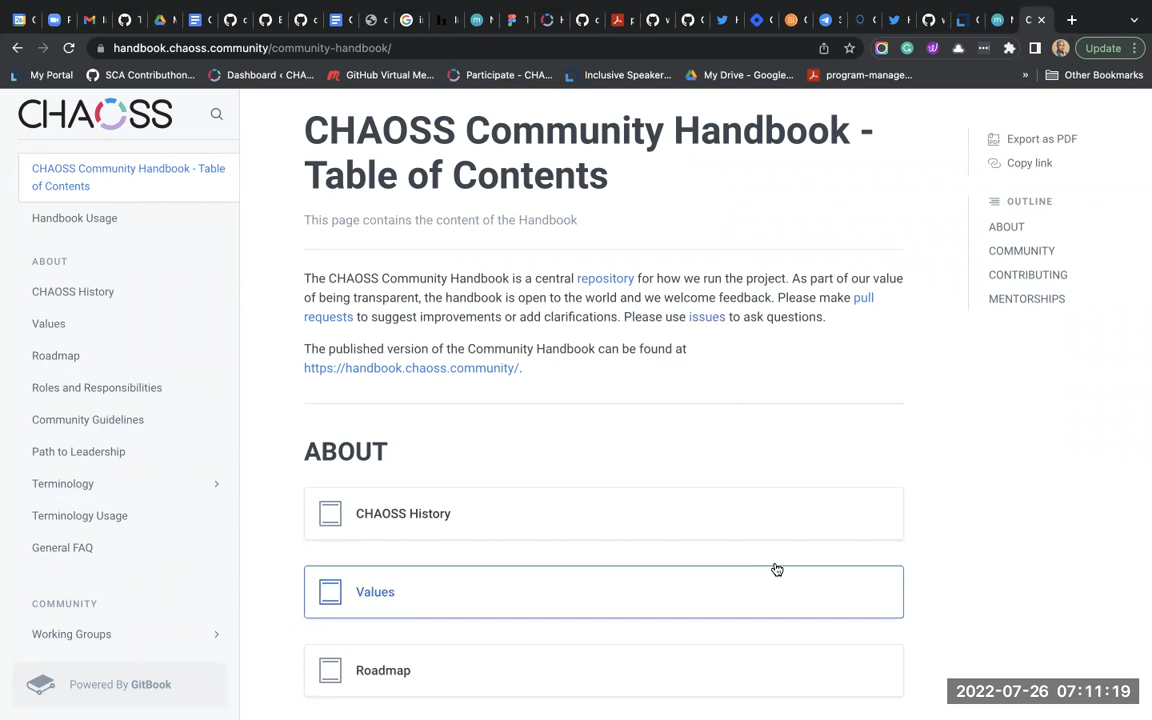 handbook.chaoss.community/community-handbook/
Update
My Portal
SCA Contributhon...
Dashboard ‹ CHA...
GitHub Virtual Me...
Participate - CHA...
Inclusive Speaker...
My Drive - Google...
program-manage...
»
Other Bookmarks
CHAOSS
CHAOSS Community Handbook - Table
of Contents
Handbook Usage
ABOUT
CHAOSS History
Values
Roadmap
Roles and Responsibilities
Community Guidelines
Path to Leadership
Terminology
Terminology Usage
General FAQ
COMMUNITY
Working Groups
Powered By GitBook
CHAOSS Community Handbook -
Table of Contents
This page contains the content of the Handbook
The CHAOSS Community Handbook is a central repository for how we run the project. As part of our value
of being transparent, the handbook is open to the world and we welcome feedback. Please make pull
requests to suggest improvements or add clarifications. Please use issues to ask questions.
The published version of the Community Handbook can be found at
https://handbook.chaoss.community/.
ABOUT
CHAOSS History
Values
Roadmap
Export as PDF
Copy link
OUTLINE
ABOUT
COMMUNITY
CONTRIBUTING
MENTORSHIPS
2022-07-26 07:11:19